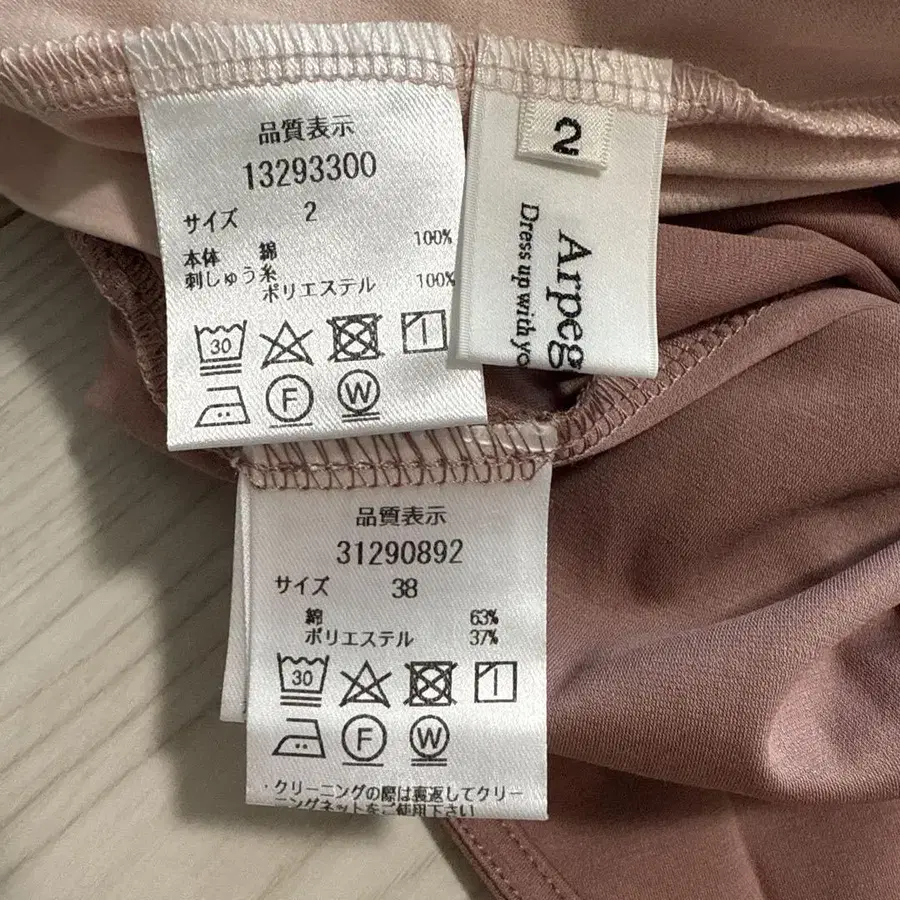 品質表示
13293300
サイズ 2
本体 綿 100%
刺しゅう糸
ポリエステル 100%
30
F W
2
Arpeg
Dress up with yo
品質表示
31290892
サイズ 38
綿 63%
ポリエステル 37%
30
F W
・クリーニングの際は裏返してクリー
ニングネットをご使用下さい